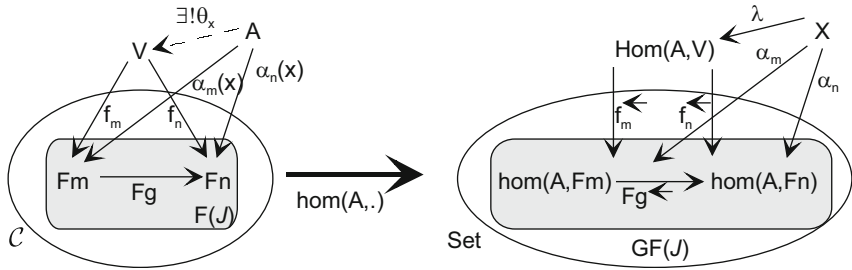 ∃!θₓ
A
V
αₘ(x)
αₙ(x)
fₘ
fₙ
Fm
Fg
Fn
F(J)
𝒞
hom(A,.)
λ
X
Hom(A,V)
αₘ
αₙ
fₘ
fₙ
hom(A,Fm)
Fg
hom(A,Fn)
Set
GF(J)